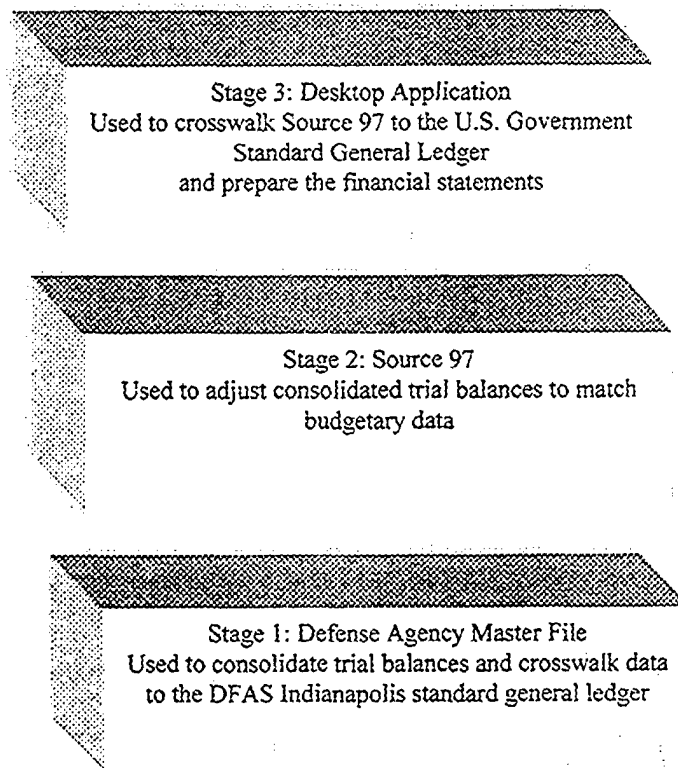 Stage 3: Desktop Application
Used to crosswalk Source 97 to the U.S. Government
Standard General Ledger
and prepare the financial statements
Stage 2: Source 97
Used to adjust consolidated trial balances to match
budgetary data
Stage 1: Defense Agency Master File
Used to consolidate trial balances and crosswalk data
to the DFAS Indianapolis standard general ledger